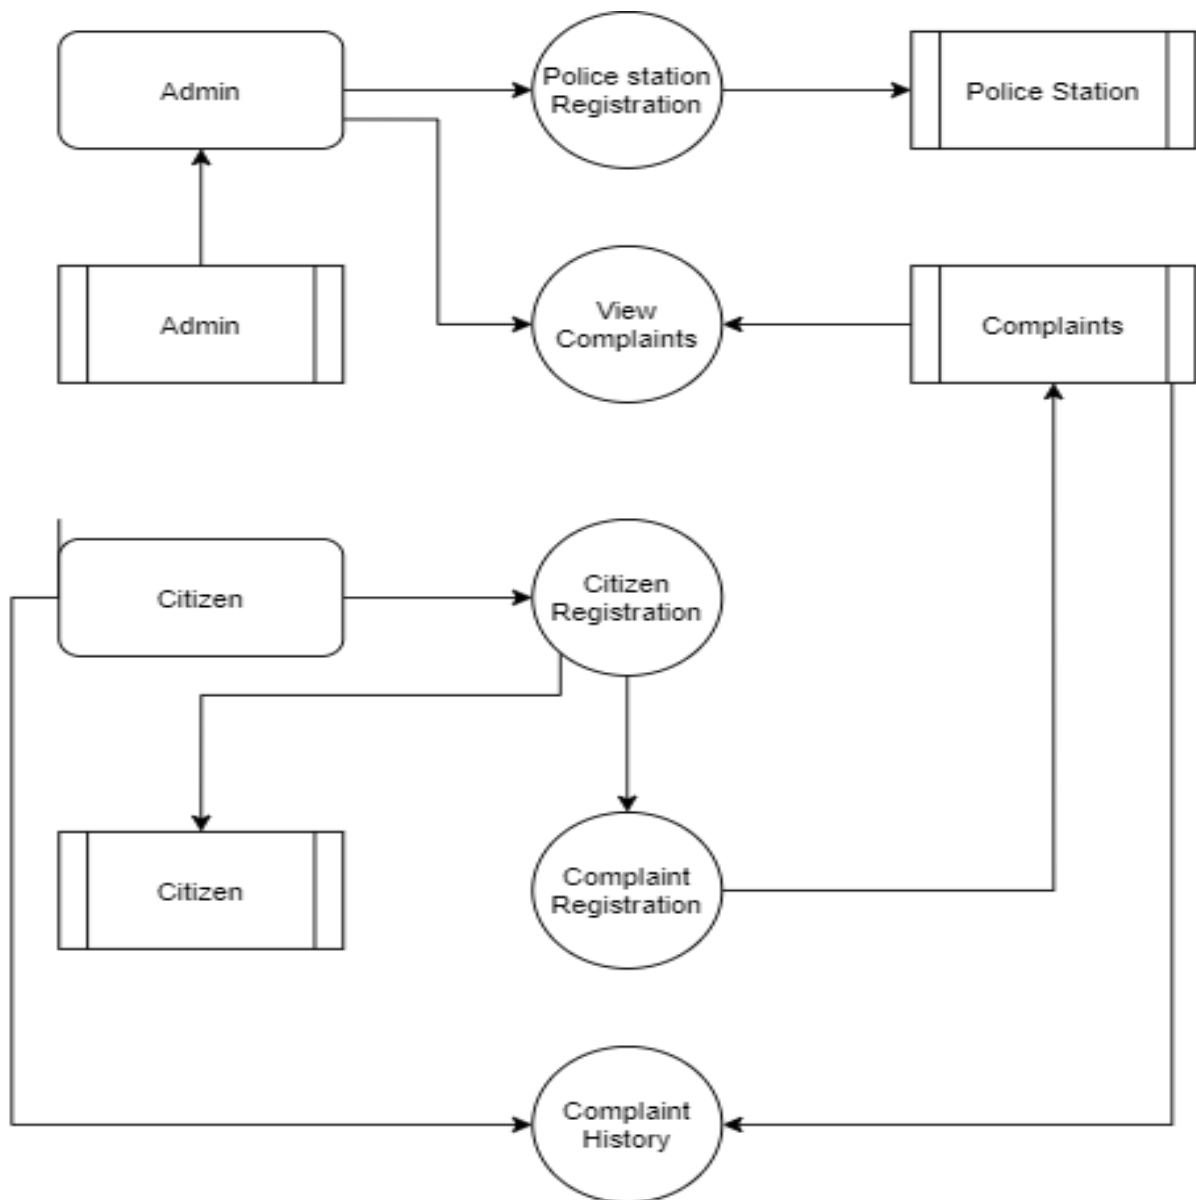 Admin
Police station
Registration
Police Station
Admin
View
Complaints
Complaints
Citizen
Citizen
Registration
Citizen
Complaint
Registration
Complaint
History